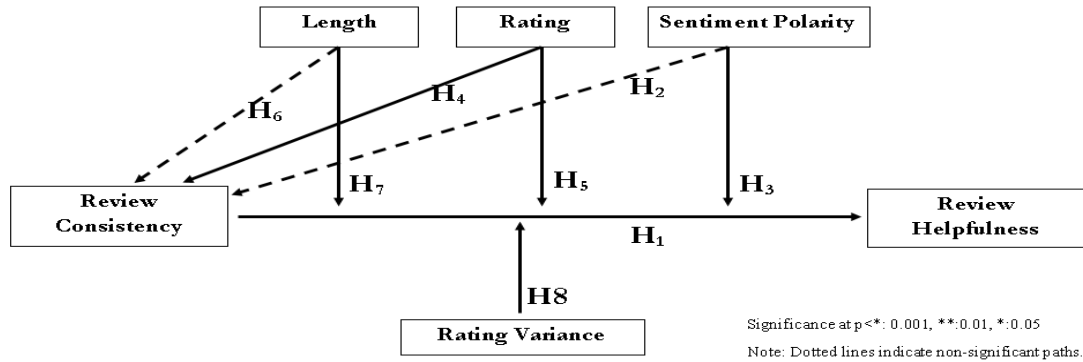 Length
Rating
Sentiment Polarity
H₆
H₄
H₂
H₇
H₅
H₃
Review
Consistency
H₁
Review
Helpfulness
H8
Rating Variance
Significance at p<*: 0.001, **:0.01, *:0.05
Note: Dotted lines indicate non-significant paths.